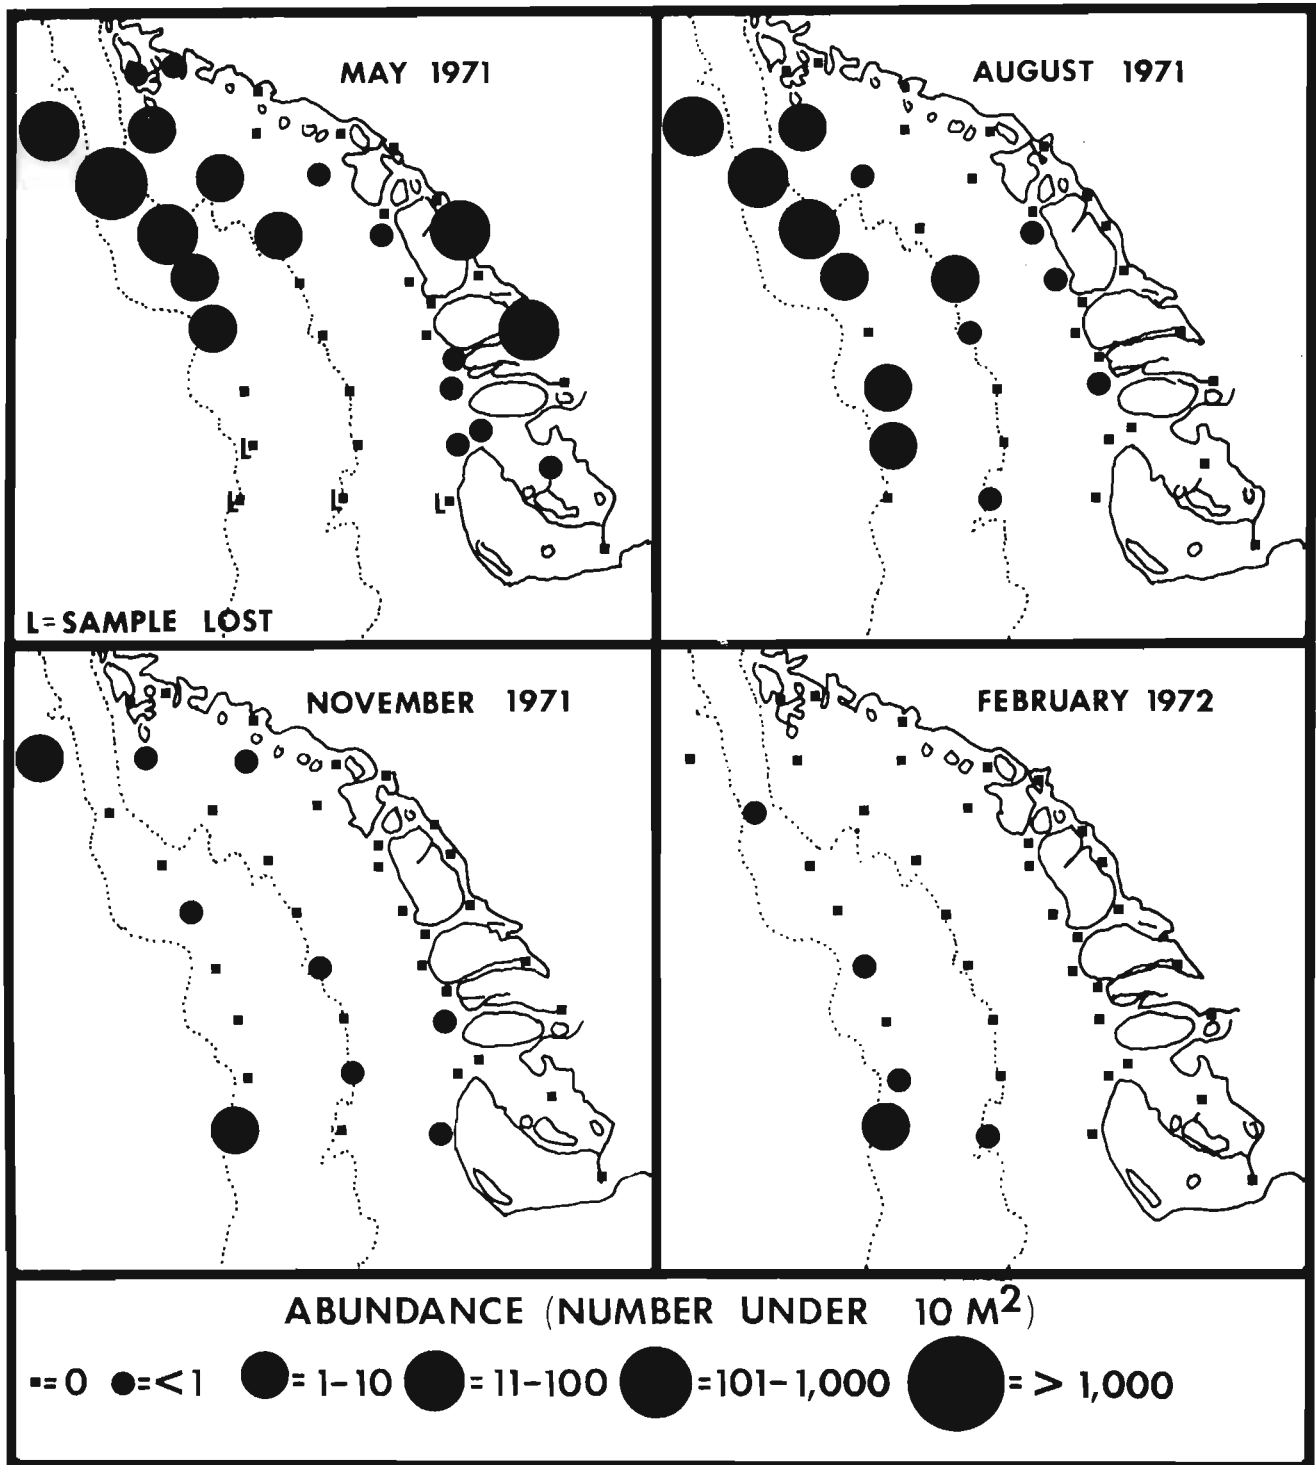 MAY 1971
AUGUST 1971
L
L
L
L
L=SAMPLE LOST
NOVEMBER 1971
FEBRUARY 1972
ABUNDANCE (NUMBER UNDER 10 M²)
=0 =<1 =1-10 =11-100 =101-1,000 => 1,000